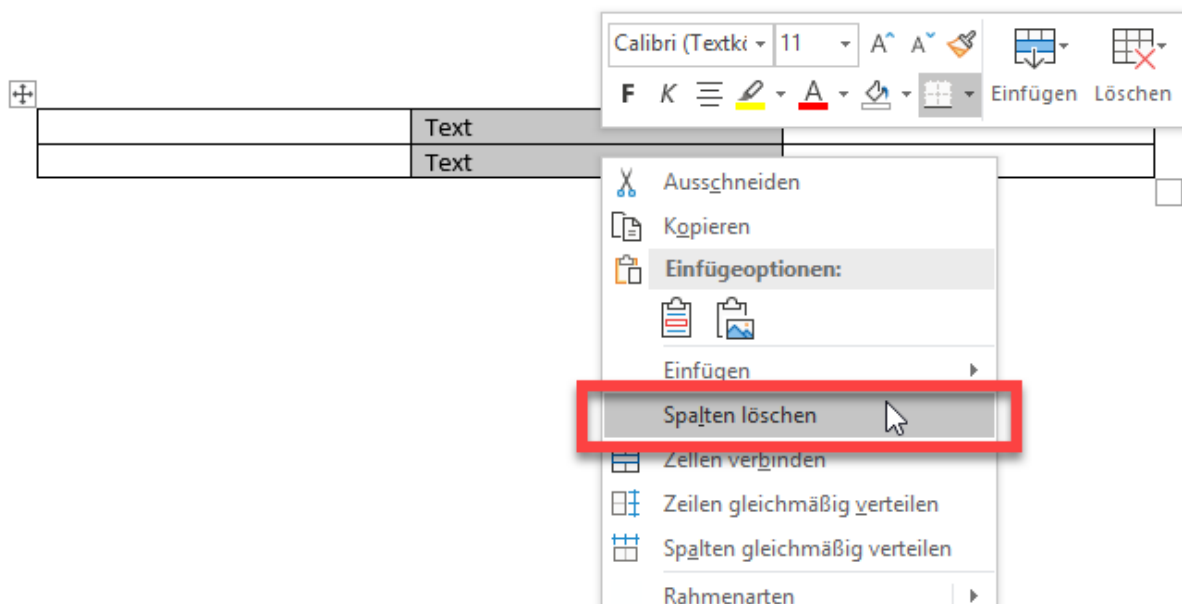 Calibri (Textkö
11
A^ A˅
F K A
Einfügen Löschen
Text
Text
Ausschneiden
Kopieren
Einfügeoptionen:
Einfügen
Spalten löschen
Zellen verbinden
Zeilen gleichmäßig verteilen
Spalten gleichmäßig verteilen
Rahmenarten